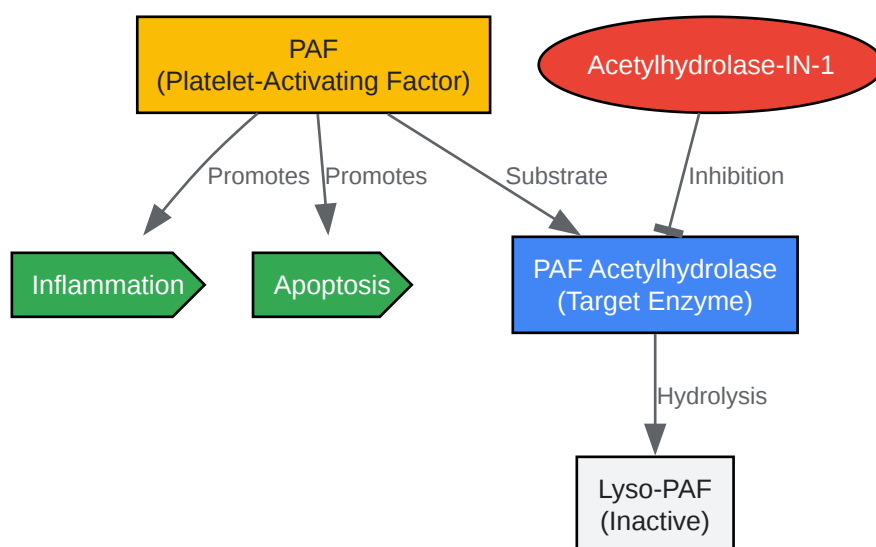 PAF
(Platelet-Activating Factor)
Acetylhydrolase-IN-1
Promotes
Promotes
Substrate
Inhibition
Inflammation
Apoptosis
PAF Acetylhydrolase
(Target Enzyme)
Hydrolysis
Lyso-PAF
(Inactive)